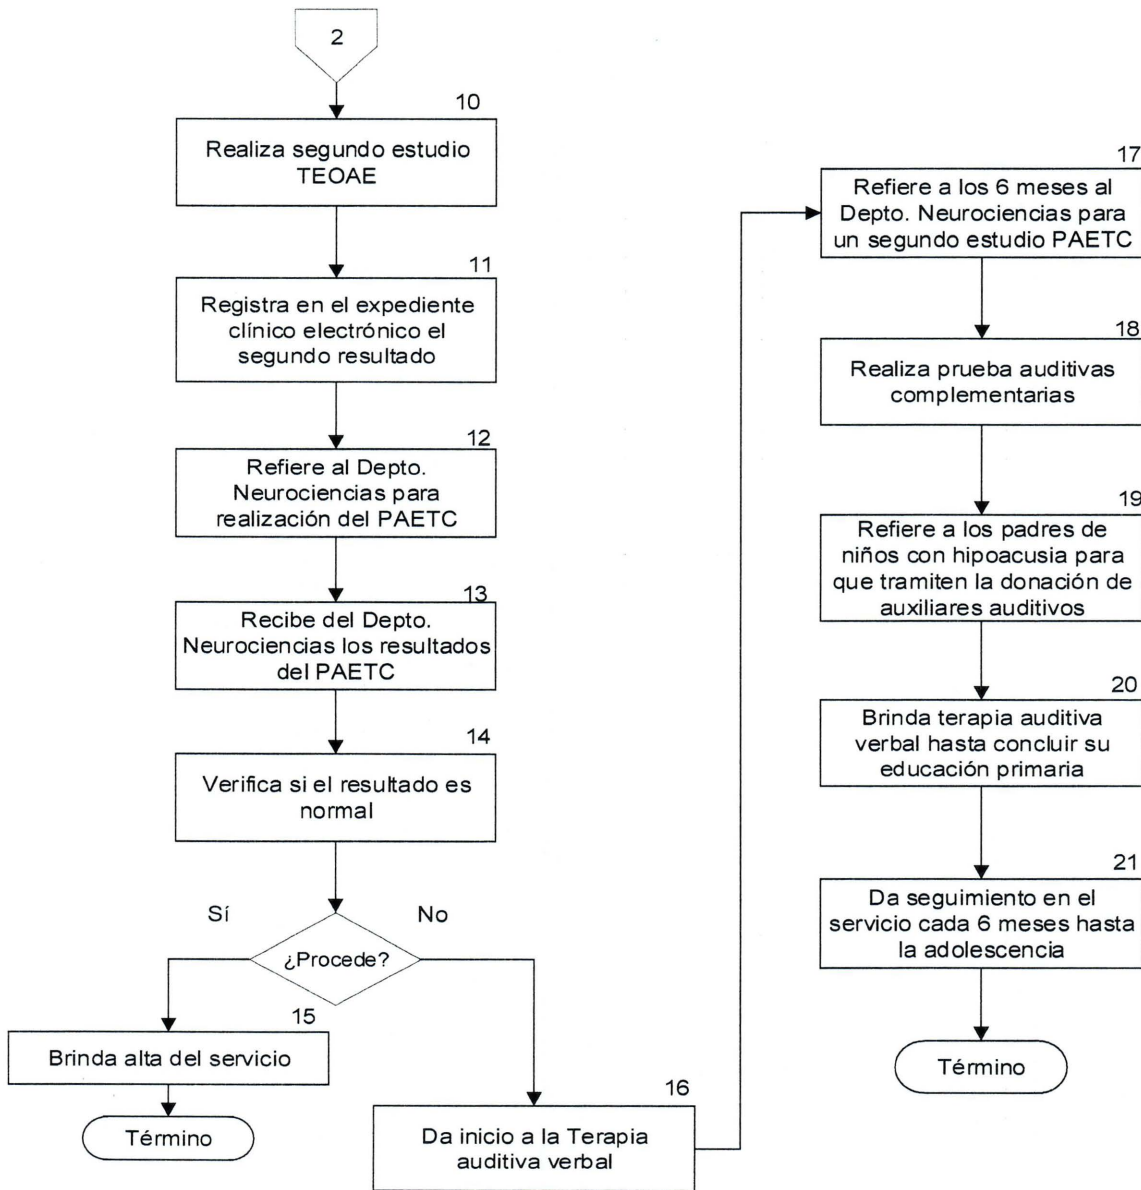 2
10
Realiza segundo estudio
TEOAE
11
Registra en el expediente
clínico electrónico el
segundo resultado
12
Refiere al Depto.
Neurociencias para
realización del PAETC
13
Recibe del Depto.
Neurociencias los resultados
del PAETC
14
Verifica si el resultado es
normal
Sí
No
¿Procede?
15
Brinda alta del servicio
Término
16
Da inicio a la Terapia
auditiva verbal
17
Refiere a los 6 meses al
Depto. Neurociencias para
un segundo estudio PAETC
18
Realiza prueba auditivas
complementarias
19
Refiere a los padres de
niños con hipoacusia para
que tramiten la donación de
auxiliares auditivos
20
Brinda terapia auditiva
verbal hasta concluir su
educación primaria
21
Da seguimiento en el
servicio cada 6 meses hasta
la adolescencia
Término